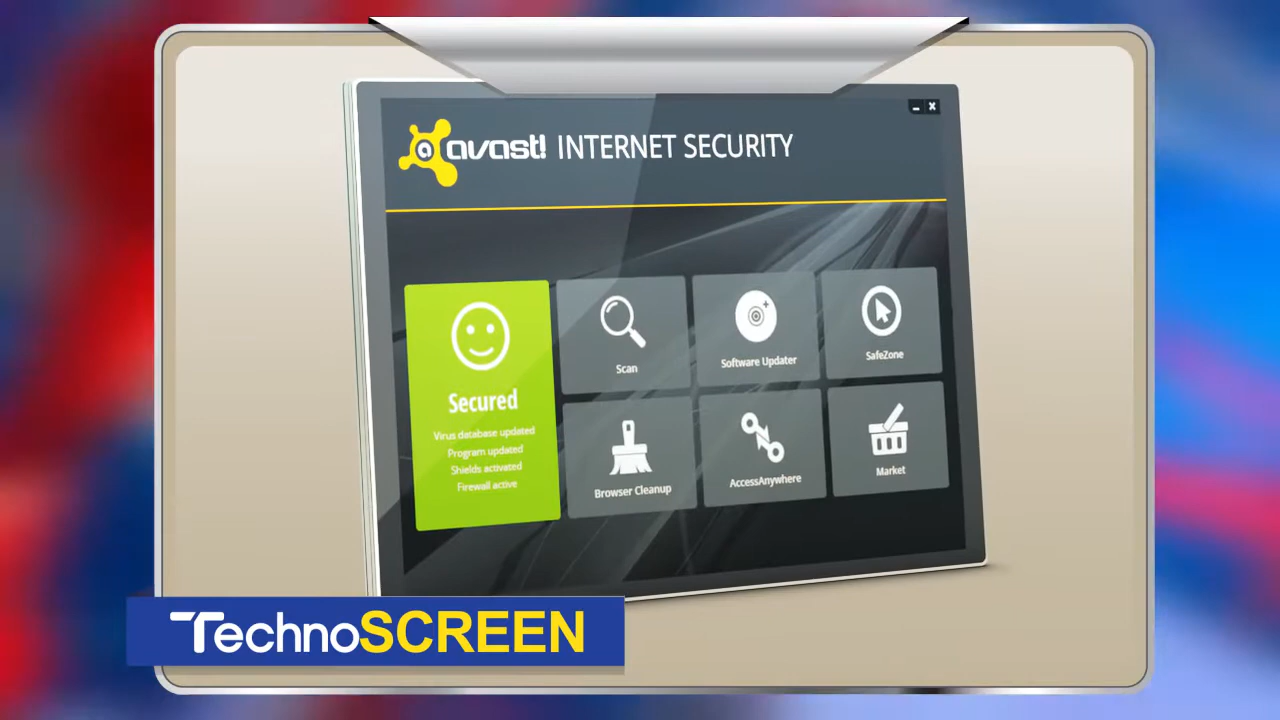 avast! INTERNET SECURITY
Secured
Virus database updated
Program updated
Shields activated
Firewall active
Scan
Software Updater
SafeZone
Browser Cleanup
AccessAnywhere
Market
TechnoSCREEN